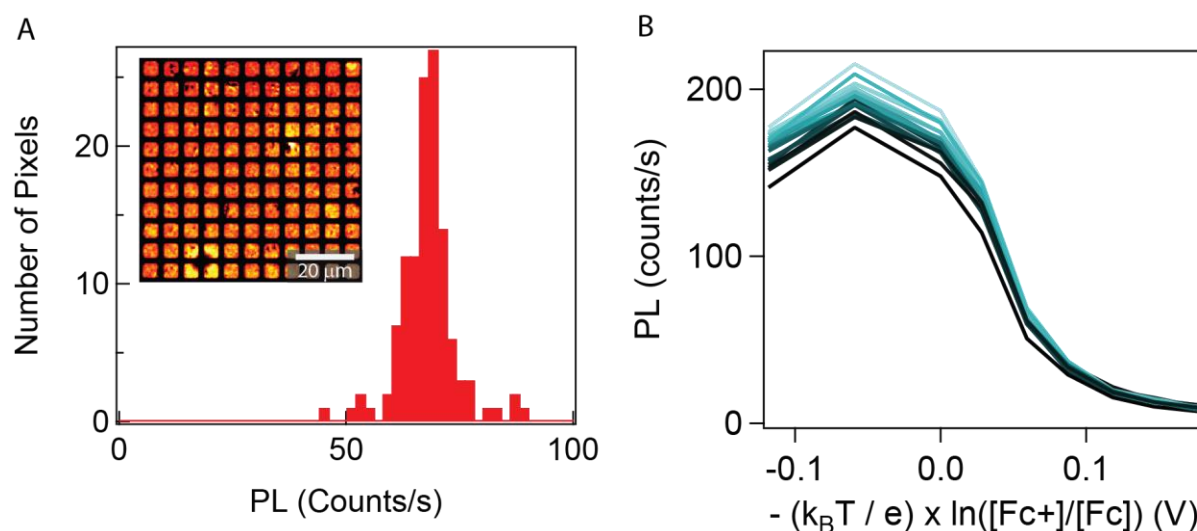 A
Number of Pixels
20
10
0
20 μm
0
50
100
PL (Counts/s)
B
PL (counts/s)
200
100
0
-0.1
0.0
0.1
- (k_BT / e) x ln([Fc+]/[Fc]) (V)